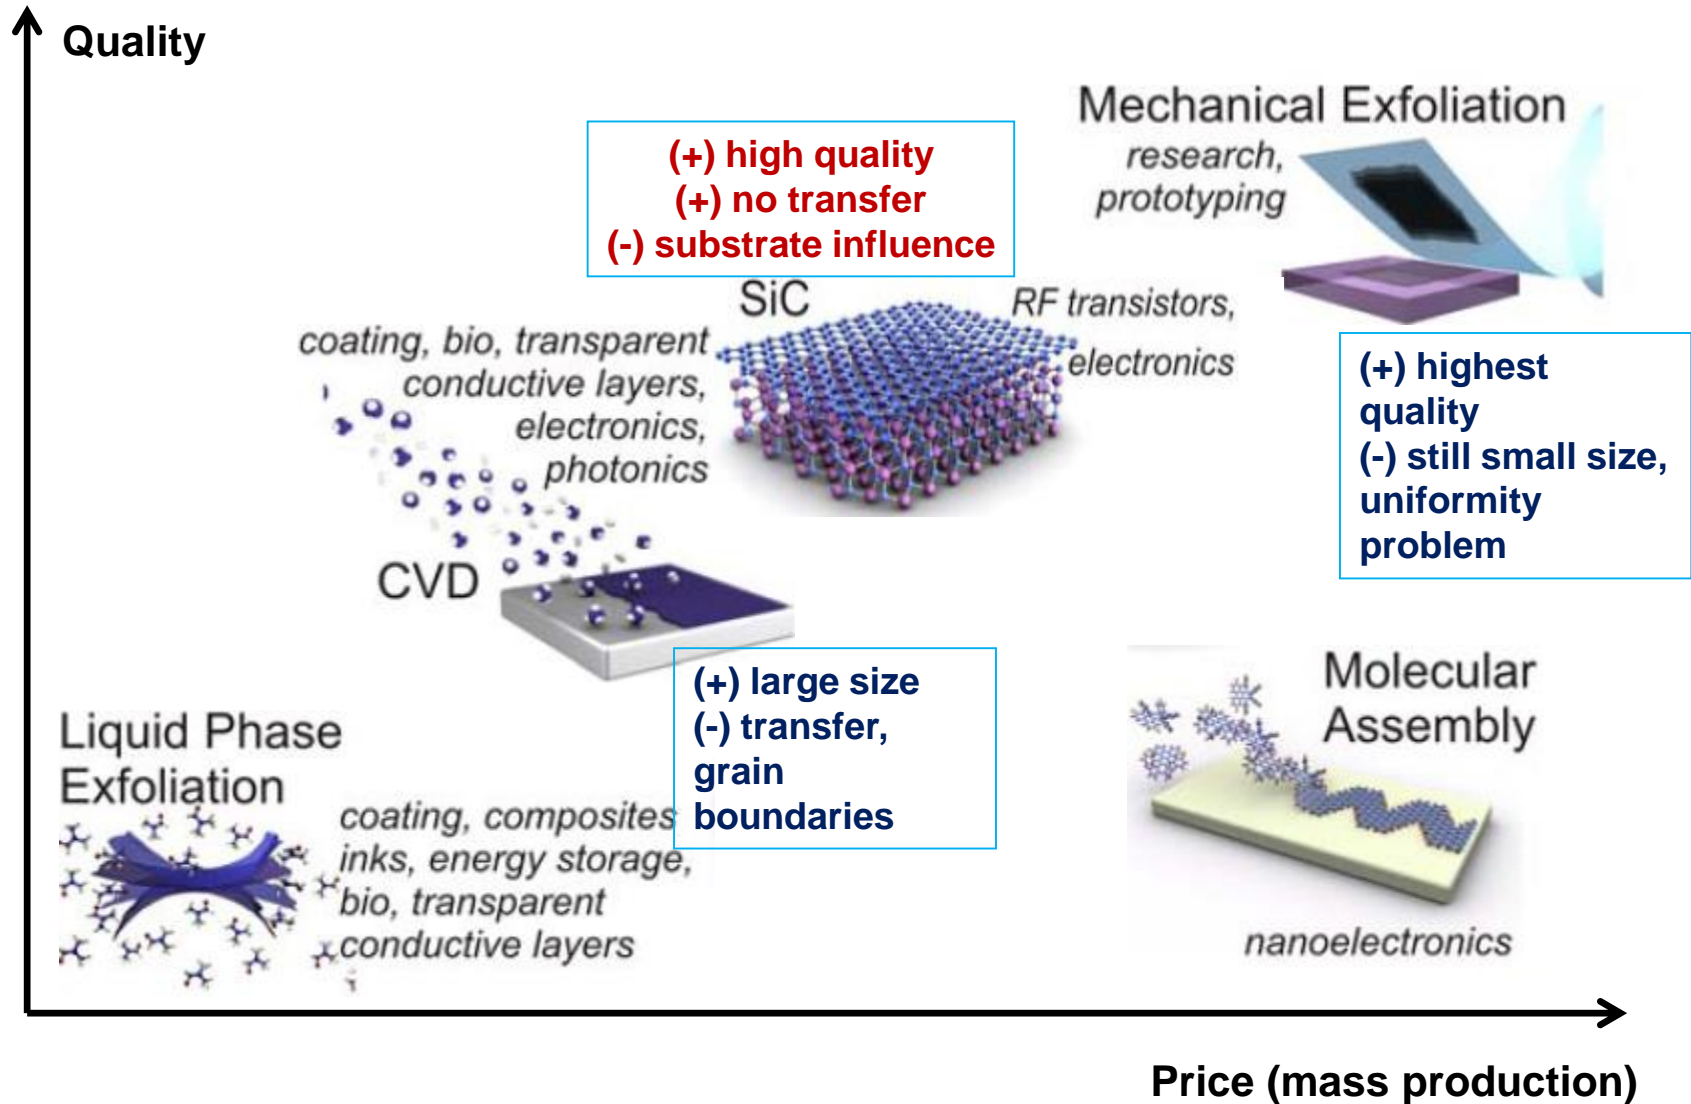 Quality
Mechanical Exfoliation
research,
prototyping
(+) high quality
(+) no transfer
(-) substrate influence
SiC
RF transistors,
electronics
coating, bio, transparent
conductive layers,
electronics,
photonics
(+) highest
quality
(-) still small size,
uniformity
problem
CVD
(+) large size
(-) transfer,
grain
boundaries
Molecular
Assembly
nanoelectronics
Liquid Phase
Exfoliation
coating, composites
inks, energy storage,
bio, transparent
conductive layers
Price (mass production)